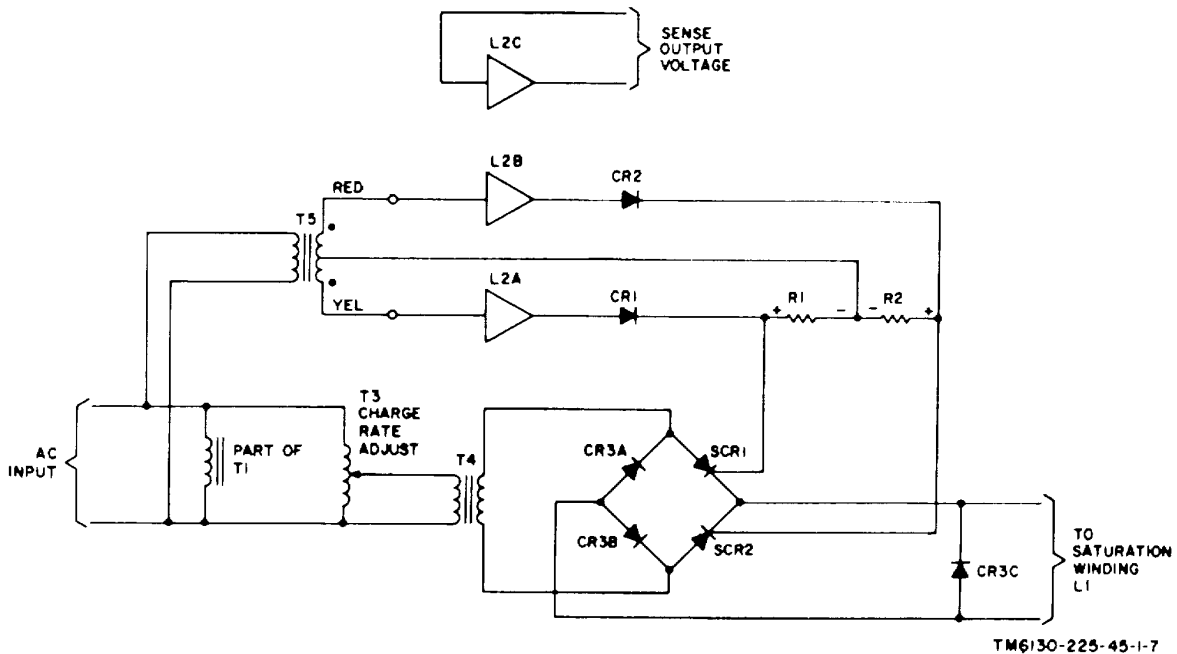 L2C
SENSE
OUTPUT
VOLTAGE
L2B
CR2
RED
T5
L2A
CR1
YEL
R1
R2
+ - - +
T3
CHARGE
RATE
ADJUST
AC
INPUT
PART OF
T1
T4
CR3A
SCR1
CR3B
SCR2
CR3C
TO
SATURATION
WINDING
L1
TM6130-225-45-1-7